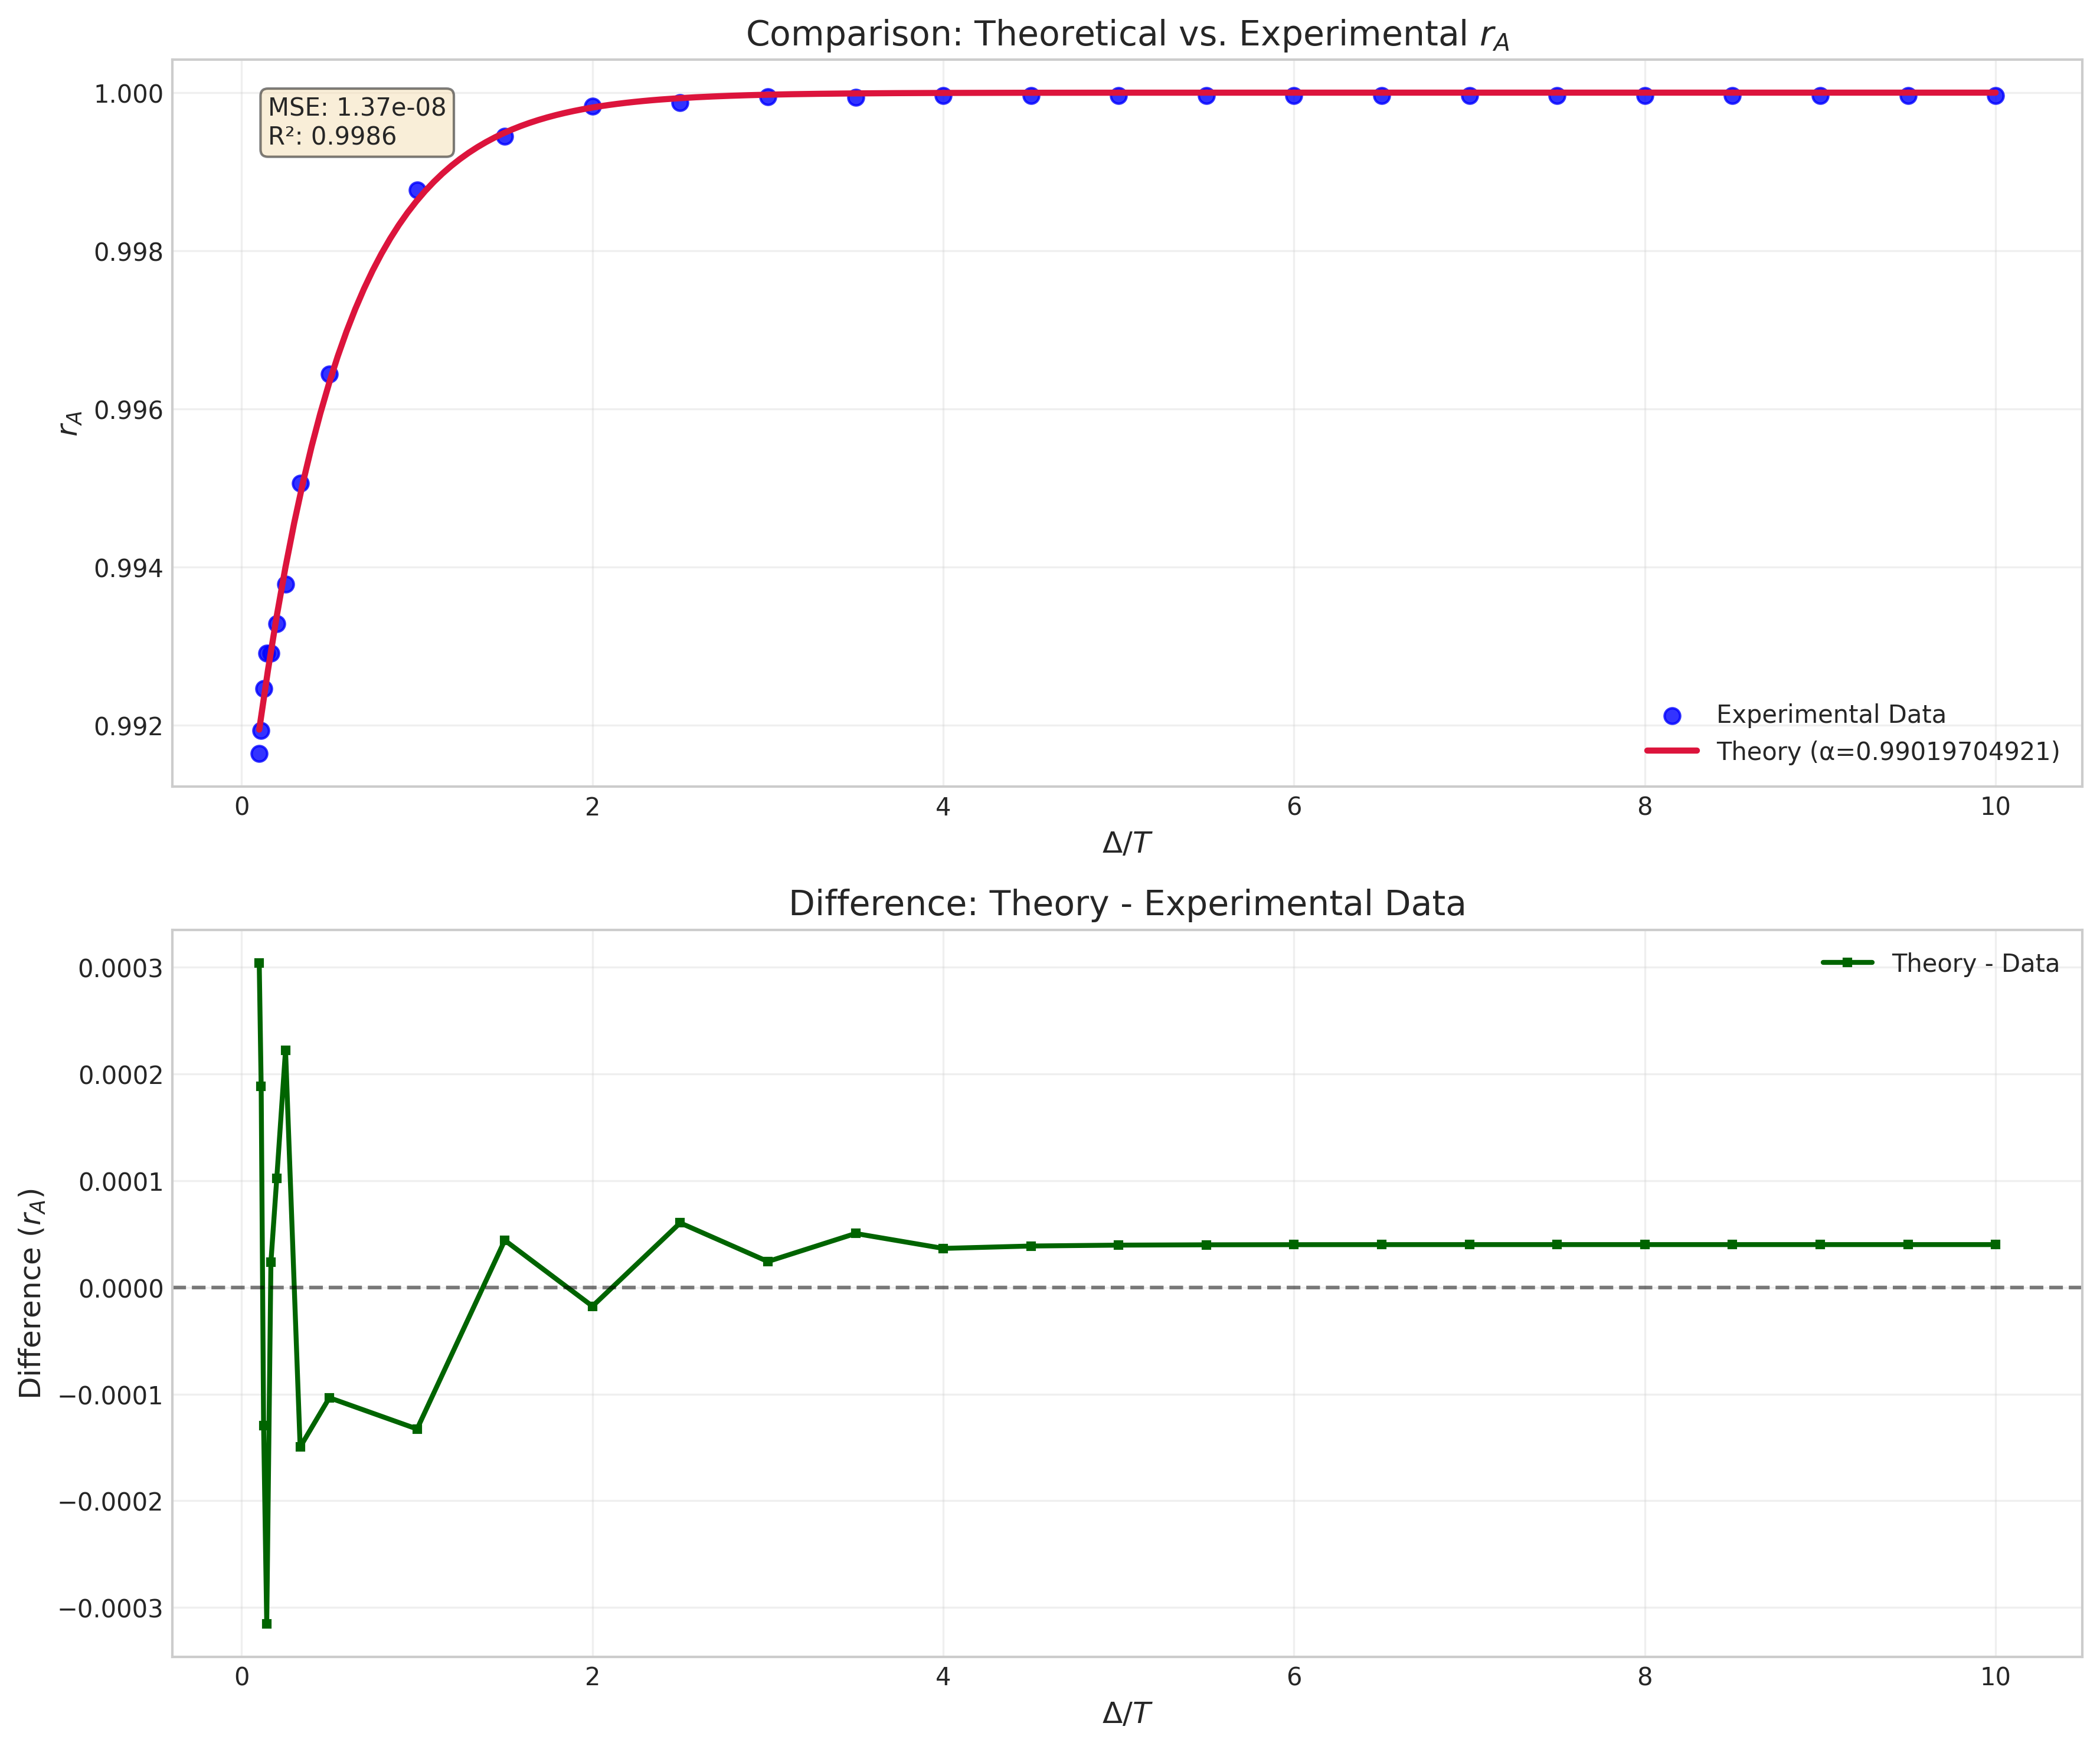 Comparison: Theoretical vs. Experimental r_A
MSE: 1.37e-08
R²: 0.9986
1.000
0.998
0.996
0.994
0.992
r_A
Experimental Data
Theory (α=0.99019704921)
0 2 4 6 8 10
Δ/T
Difference: Theory - Experimental Data
Theory - Data
0.0003
0.0002
0.0001
0.0000
−0.0001
−0.0002
−0.0003
Difference (r_A)
0 2 4 6 8 10
Δ/T